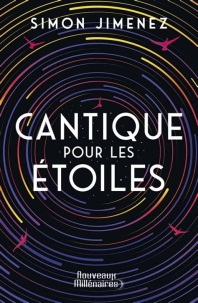 SIMON JIMENEZ
CANTIQUE
POUR LES
ÉTOILES
Nouveaux
Millénaires